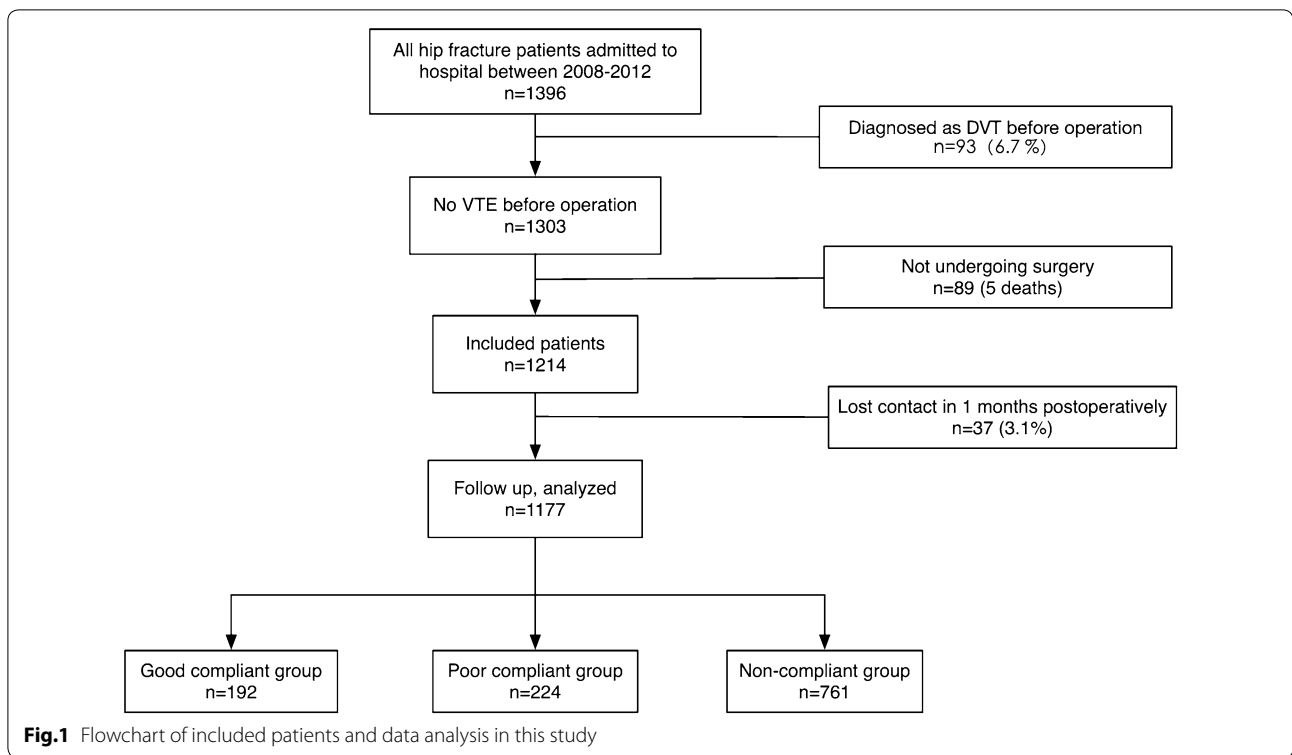 All hip fracture patients admitted to
hospital between 2008-2012
n=1396
Diagnosed as DVT before operation
n=93 (6.7 %)
No VTE before operation
n=1303
Not undergoing surgery
n=89 (5 deaths)
Included patients
n=1214
Lost contact in 1 months postoperatively
n=37 (3.1%)
Follow up, analyzed
n=1177
Good compliant group
n=192
Poor compliant group
n=224
Non-compliant group
n=761
Fig.1 Flowchart of included patients and data analysis in this study